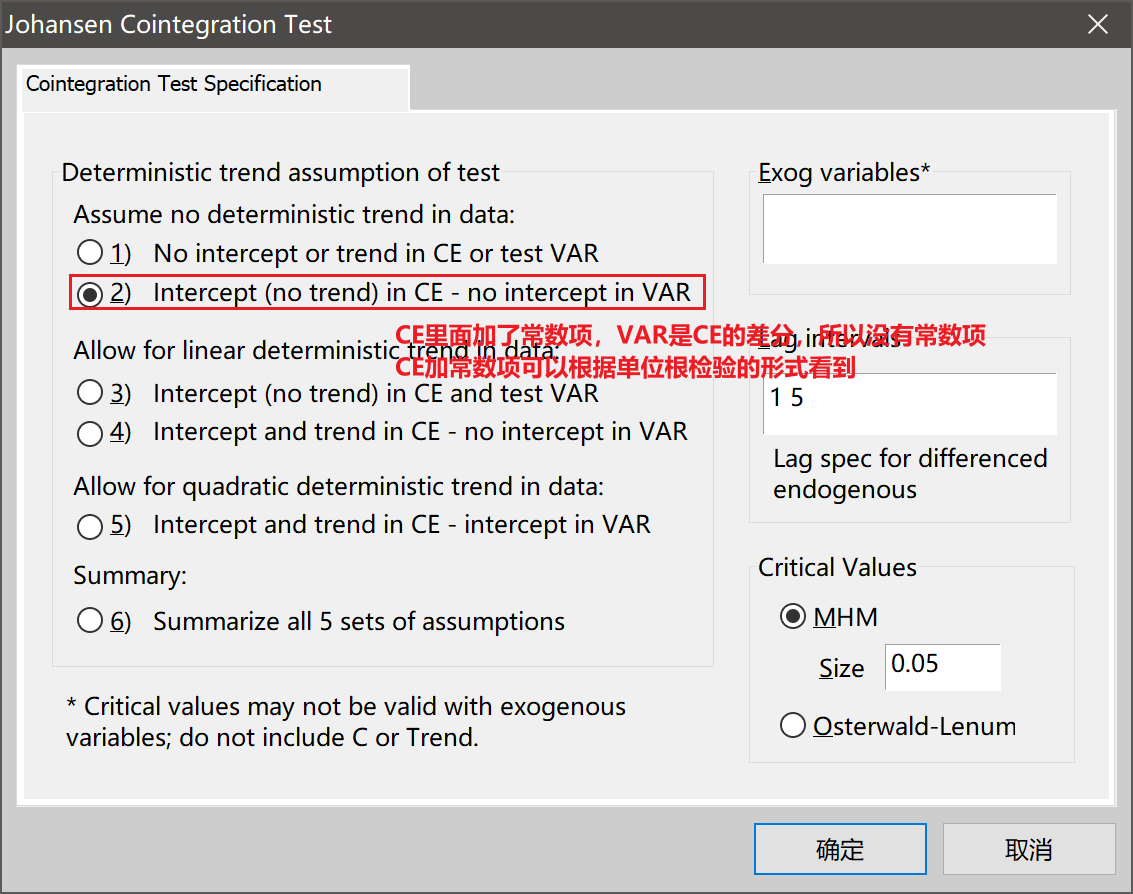 Johansen Cointegration Test
Cointegration Test Specification
Deterministic trend assumption of test
Assume no deterministic trend in data:
1) No intercept or trend in CE or test VAR
2) Intercept (no trend) in CE - no intercept in VAR
CE里面加了常数项，VAR是CE的差分，所以没有常数项
Allow for linear deterministic trend in data:
CE加常数项可以根据单位根检验的形式看到
3) Intercept (no trend) in CE and test VAR
4) Intercept and trend in CE - no intercept in VAR
Allow for quadratic deterministic trend in data:
5) Intercept and trend in CE - intercept in VAR
Summary:
6) Summarize all 5 sets of assumptions
* Critical values may not be valid with exogenous
variables; do not include C or Trend.
Exog variables*
Lag intervals
1 5
Lag spec for differenced
endogenous
Critical Values
MHM
Size 0.05
Osterwald-Lenum
确定
取消